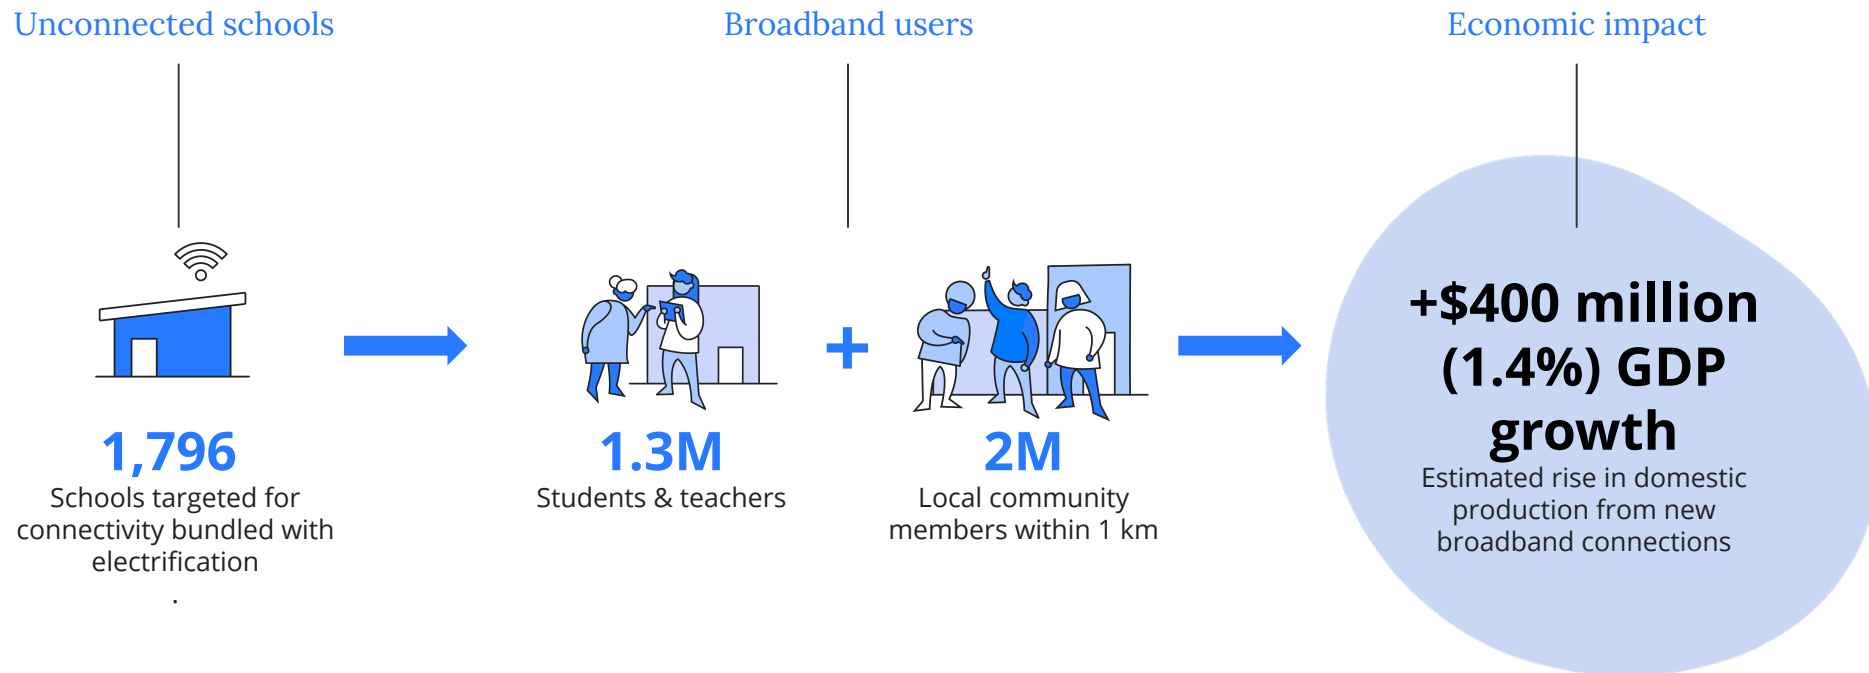 Unconnected schools
Broadband users
Economic impact
1,796
Schools targeted for
connectivity bundled with
electrification
.
1.3M
Students & teachers
+
2M
Local community
members within 1 km
+$400 million
(1.4%) GDP
growth
Estimated rise in domestic
production from new
broadband connections